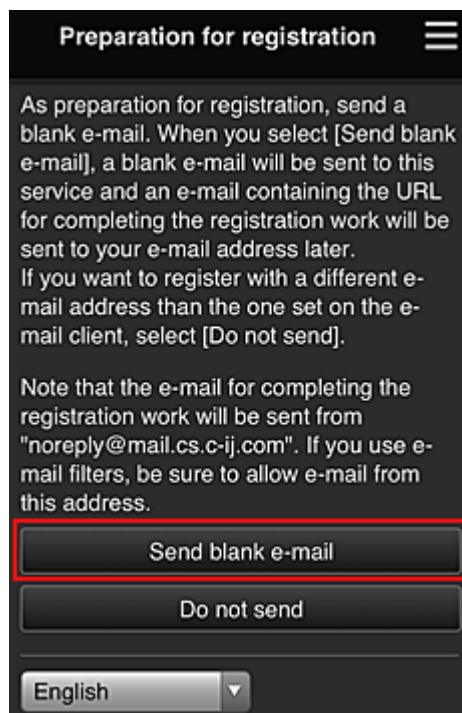 Preparation for registration
As preparation for registration, send a
blank e-mail. When you select [Send blank
e-mail], a blank e-mail will be sent to this
service and an e-mail containing the URL
for completing the registration work will be
sent to your e-mail address later.
If you want to register with a different e-
mail address than the one set on the e-
mail client, select [Do not send].
Note that the e-mail for completing the
registration work will be sent from
"noreply@mail.cs.c-ij.com". If you use e-
mail filters, be sure to allow e-mail from
this address.
Send blank e-mail
Do not send
English